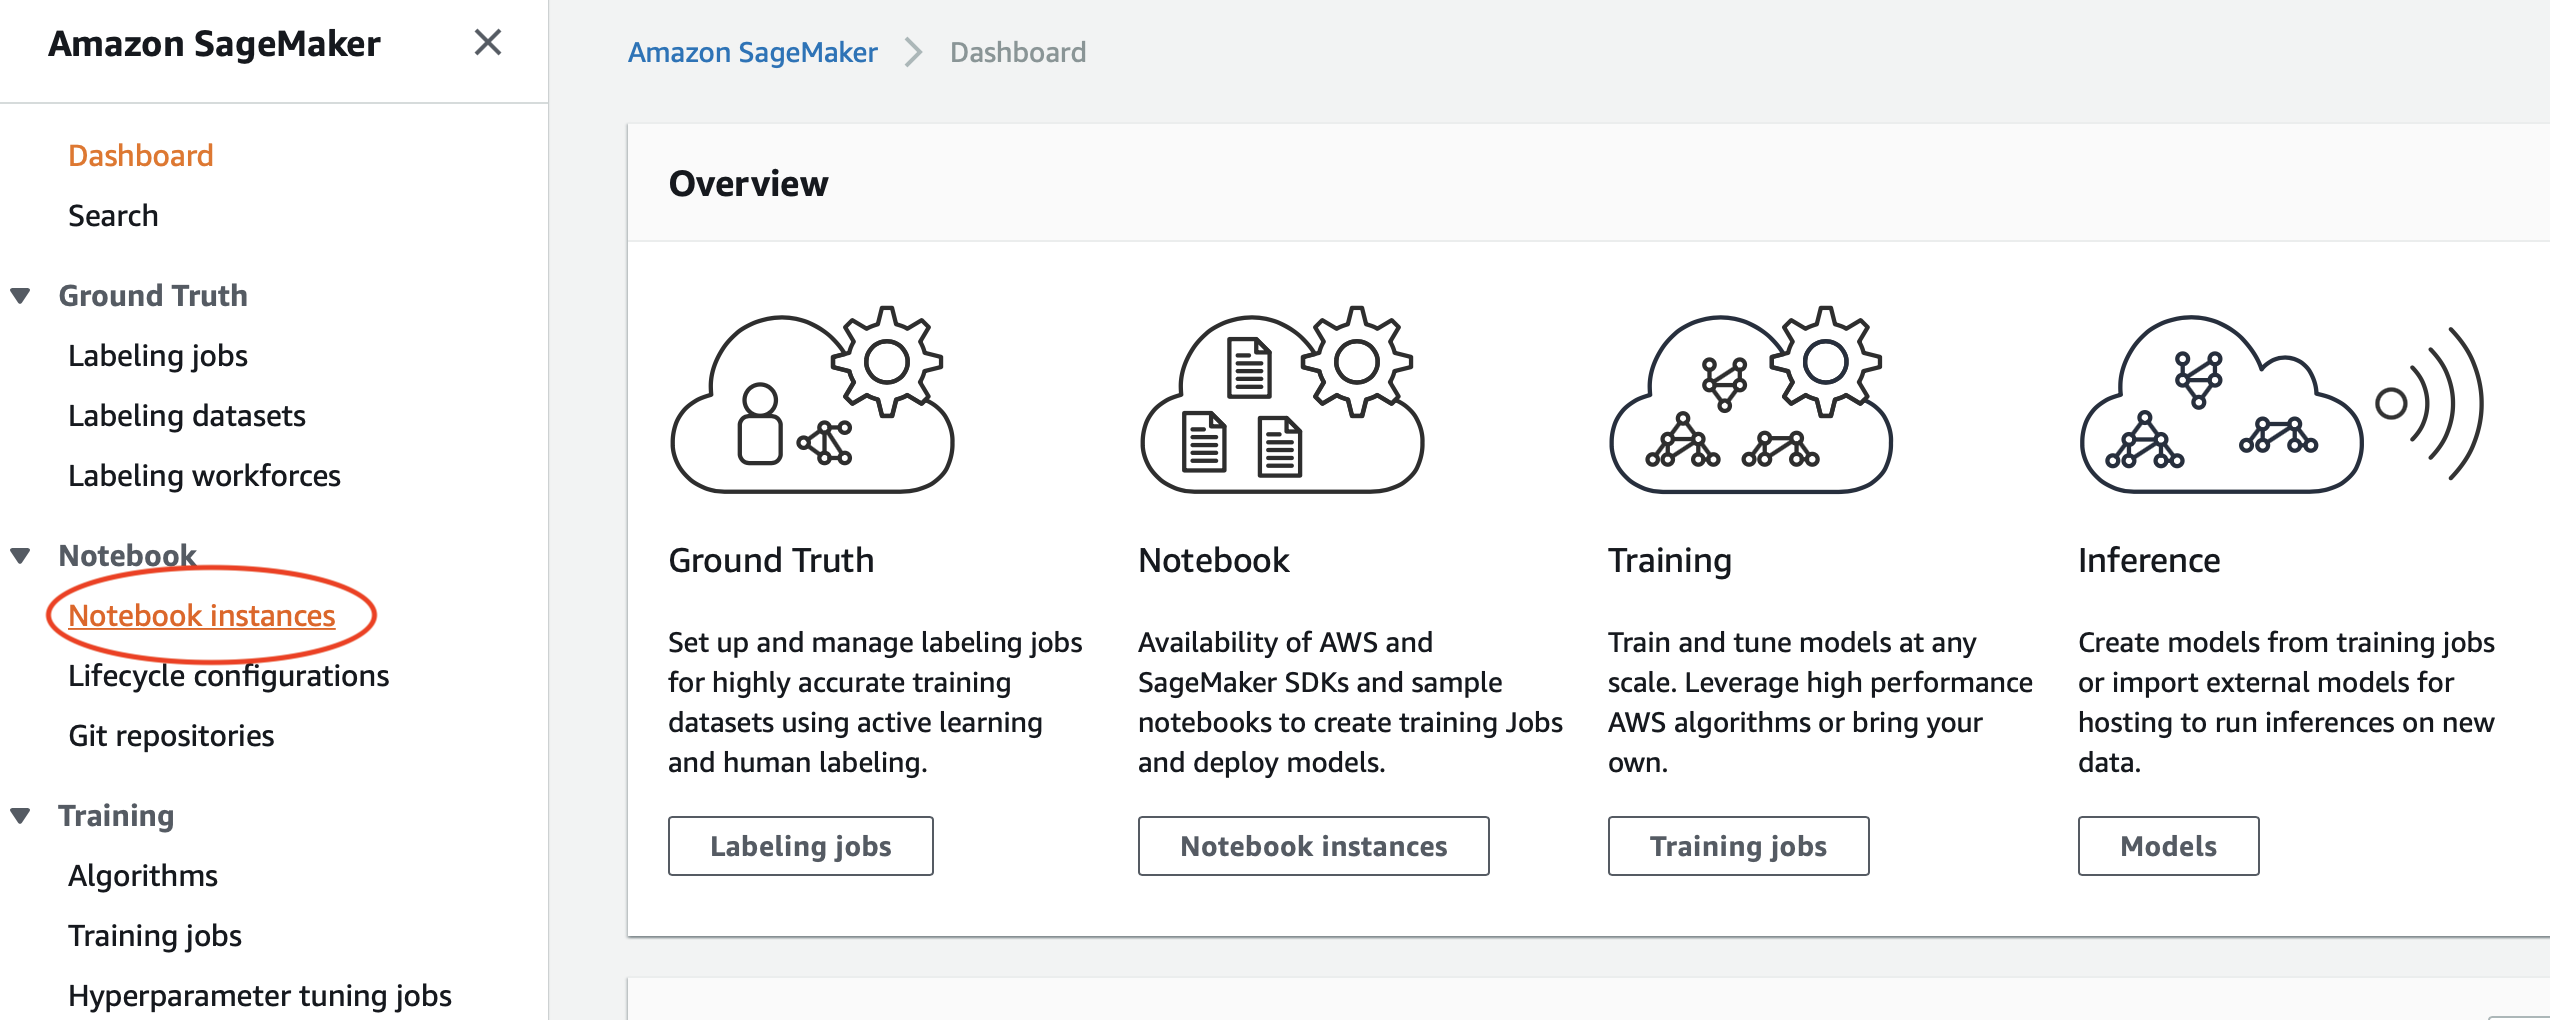 Amazon SageMaker
Dashboard
Search
Ground Truth
Labeling jobs
Labeling datasets
Labeling workforces
Notebook
Notebook instances
Lifecycle configurations
Git repositories
Training
Algorithms
Training jobs
Hyperparameter tuning jobs
Amazon SageMaker > Dashboard
Overview
Ground Truth
Set up and manage labeling jobs
for highly accurate training
datasets using active learning
and human labeling.
Labeling jobs
Notebook
Availability of AWS and
SageMaker SDKs and sample
notebooks to create training Jobs
and deploy models.
Notebook instances
Training
Train and tune models at any
scale. Leverage high performance
AWS algorithms or bring your
own.
Training jobs
Inference
Create models from training jobs
or import external models for
hosting to run inferences on new
data.
Models